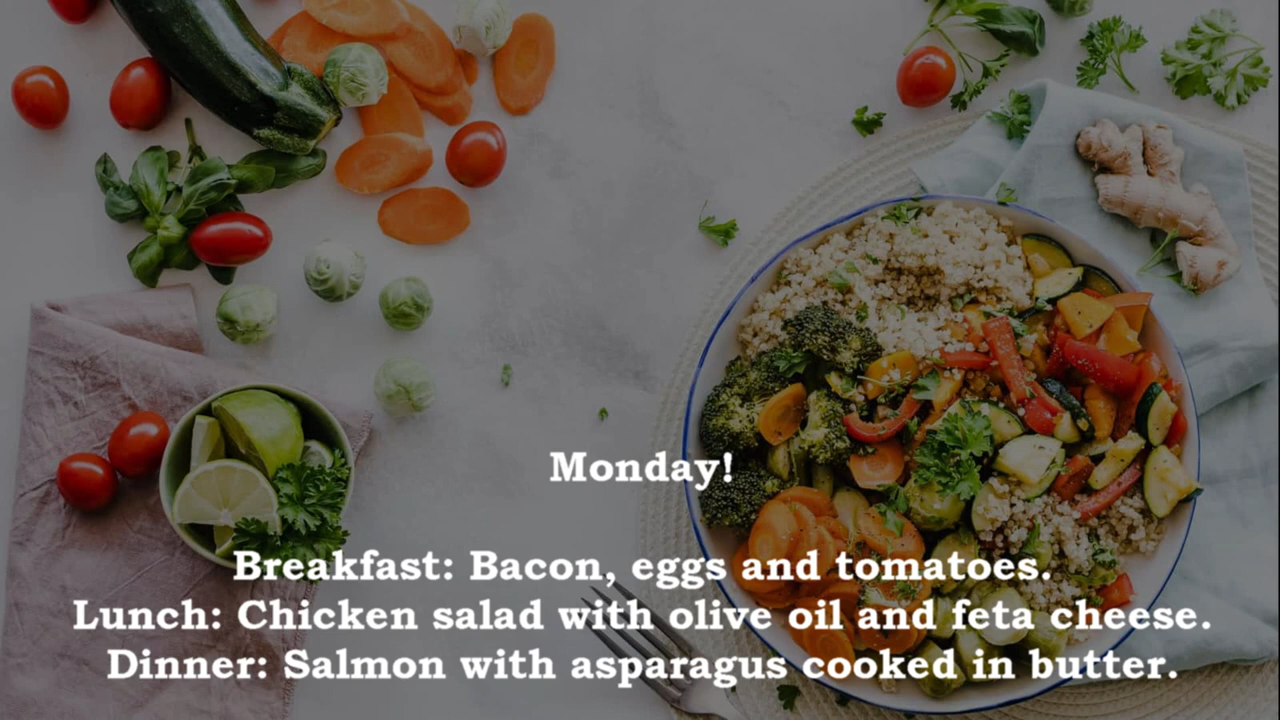 Monday!
Breakfast: Bacon, eggs and tomatoes.
Lunch: Chicken salad with olive oil and feta cheese.
Dinner: Salmon with asparagus cooked in butter.